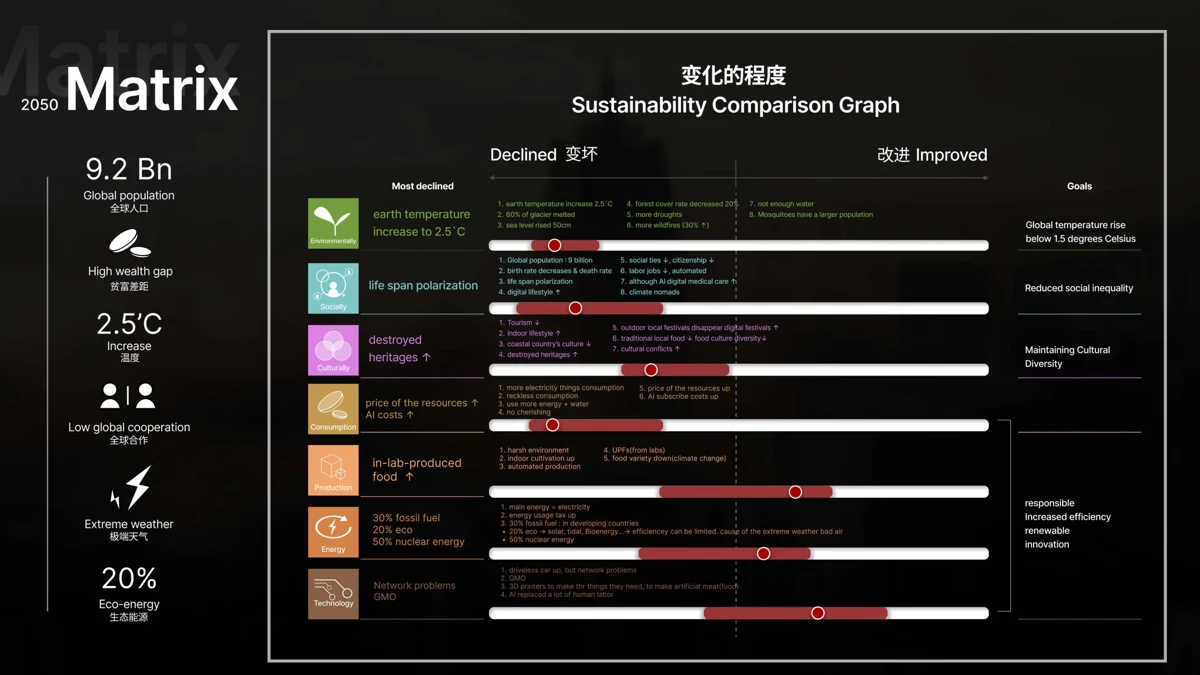 Matrix
2050 Matrix
9.2 Bn
Global population
全球人口
High wealth gap
贫富差距
2.5’C
Increase
温度
Low global cooperation
全球合作
Extreme weather
极端天气
20%
Eco-energy
生态能源
变化的程度
Sustainability Comparison Graph
Declined 变坏
改进 Improved
Most declined
Goals
Environmentally
earth temperature
increase to 2.5`C
1. earth temperature increase 2.5`C
2. 60% of glacier melted
3. sea level rised 50cm
4. forest cover rate decreased 20%
5. more droughts
6. more wildfires (30% ↑)
7. not enough water
8. Mosquitoes have a larger population
Global temperature rise
below 1.5 degrees Celsius
Socially
life span polarization
1. Global population : 9 billion
2. birth rate decreases & death rate
3. life span polarization
4. digital lifestyle ↑
5. social ties ↓, citizenship ↓
6. labor jobs ↓, automated
7. although AI digital medical care ↑
8. climate nomads
Reduced social inequality
Culturally
destroyed
heritages ↑
1. Tourism ↓
2. indoor lifestyle ↑
3. coastal country's culture ↓
4. destroyed heritages ↑
5. outdoor local festivals disappear digital festivals ↑
6. traditional local food ↓ food culture diversity↓
7. cultural conflicts ↑
Maintaining Cultural
Diversity
Consumption
price of the resources ↑
AI costs ↑
1. more electricity things consumption
2. reckless consumption
3. use more energy + water
4. no cherishing
5. price of the resources up
6. AI subscribe costs up
Production
in-lab-produced
food ↑
1. harsh environment
2. indoor cultivation up
3. automated production
4. UPFs(from labs)
5. food variety down(climate change)
Energy
30% fossil fuel
20% eco
50% nuclear energy
1. main energy = electricity
2. energy usage tax up
3. 30% fossil fuel : in developing countries
• 20% eco → solar, tidal, Bioenergy...→ efficiencey can be limited. cause of the extreme weather bad air
• 50% nuclear energy
Technology
Network problems
GMO
1. driveless car up, but network problems
2. GMO
3. 3D printers to make thr things they need, to make artificial meat(food)
4. AI replaced a lot of human labor
responsible
Increased efficiency
renewable
innovation